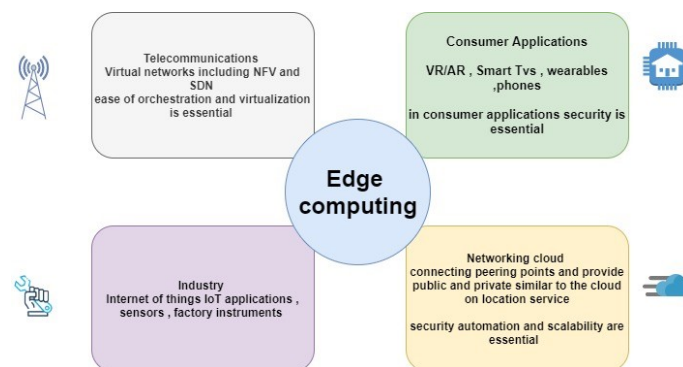 Telecommunications
Virtual networks including NFV and
SDN
ease of orchestration and virtualization
is essential
Consumer Applications
VR/AR , Smart Tvs , wearables
,phones
in consumer applications security is
essential
Edge
computing
Industry
Internet of things IoT applications ,
sensors , factory instruments
Networking cloud
connecting peering points and provide
public and private similar to the cloud
on location service
security automation and scalability are
essential